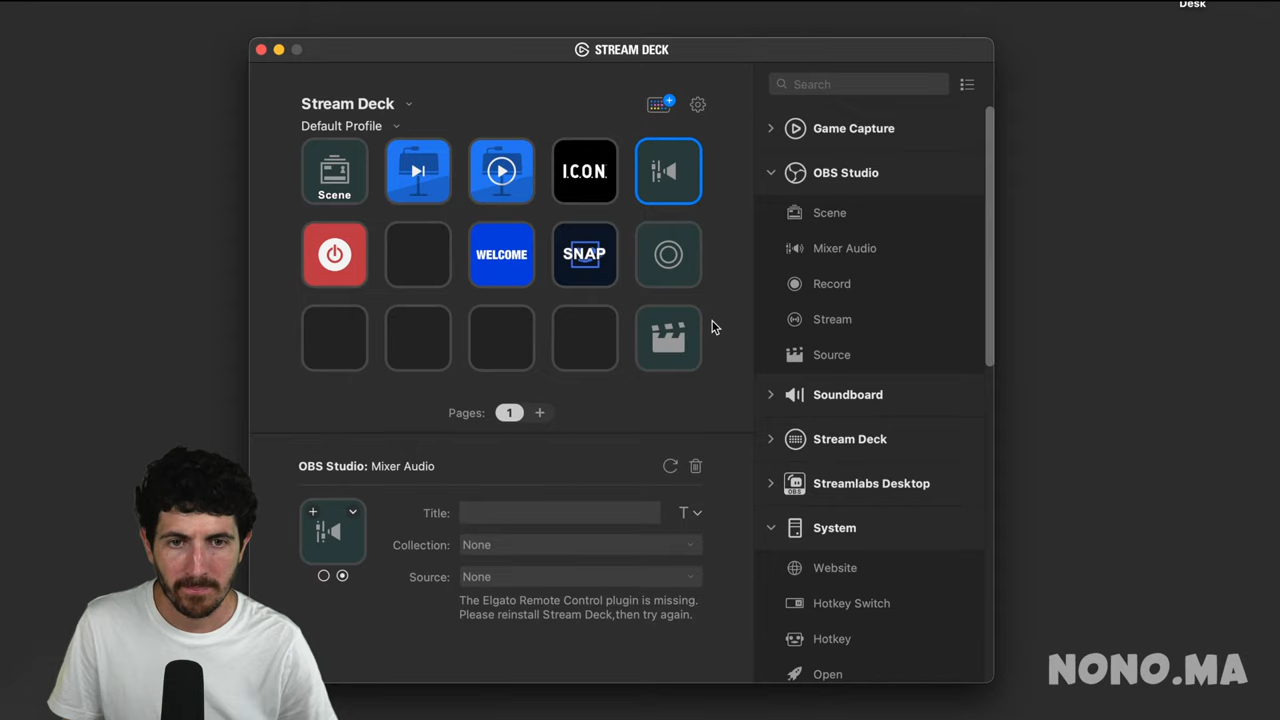 Desk
STREAM DECK
Stream Deck
Default Profile
Search
Game Capture
Scene
I.C.O.N.
OBS Studio
Scene
WELCOME
SNAP
Mixer Audio
Record
Stream
Source
Pages: 1 +
Soundboard
Stream Deck
OBS Studio: Mixer Audio
Streamlabs Desktop
OBS
Title:
T
System
Collection: None
Source: None
Website
The Elgato Remote Control plugin is missing.
Please reinstall Stream Deck,then try again.
Hotkey Switch
Hotkey
Open
NONO.MA